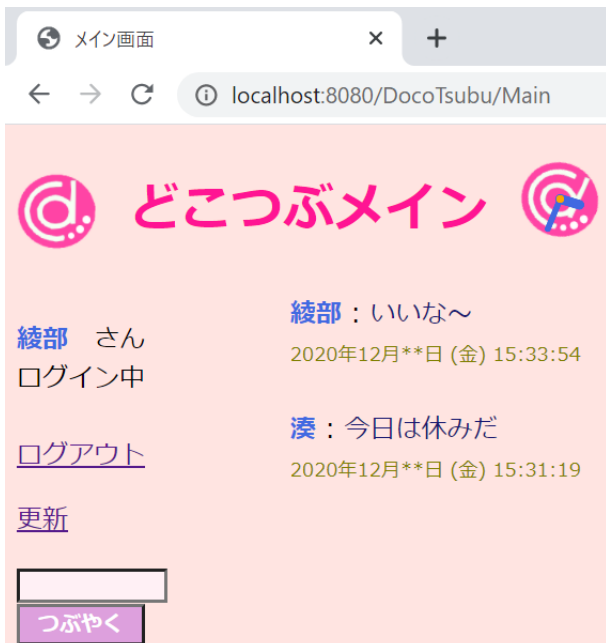 メイン画面
localhost:8080/DocoTsubu/Main
どこつぶメイン
綾部 さん
ログイン中
ログアウト
更新
つぶやく
綾部：いいな～
2020年12月**日 (金) 15:33:54
湊：今日は休みだ
2020年12月**日 (金) 15:31:19